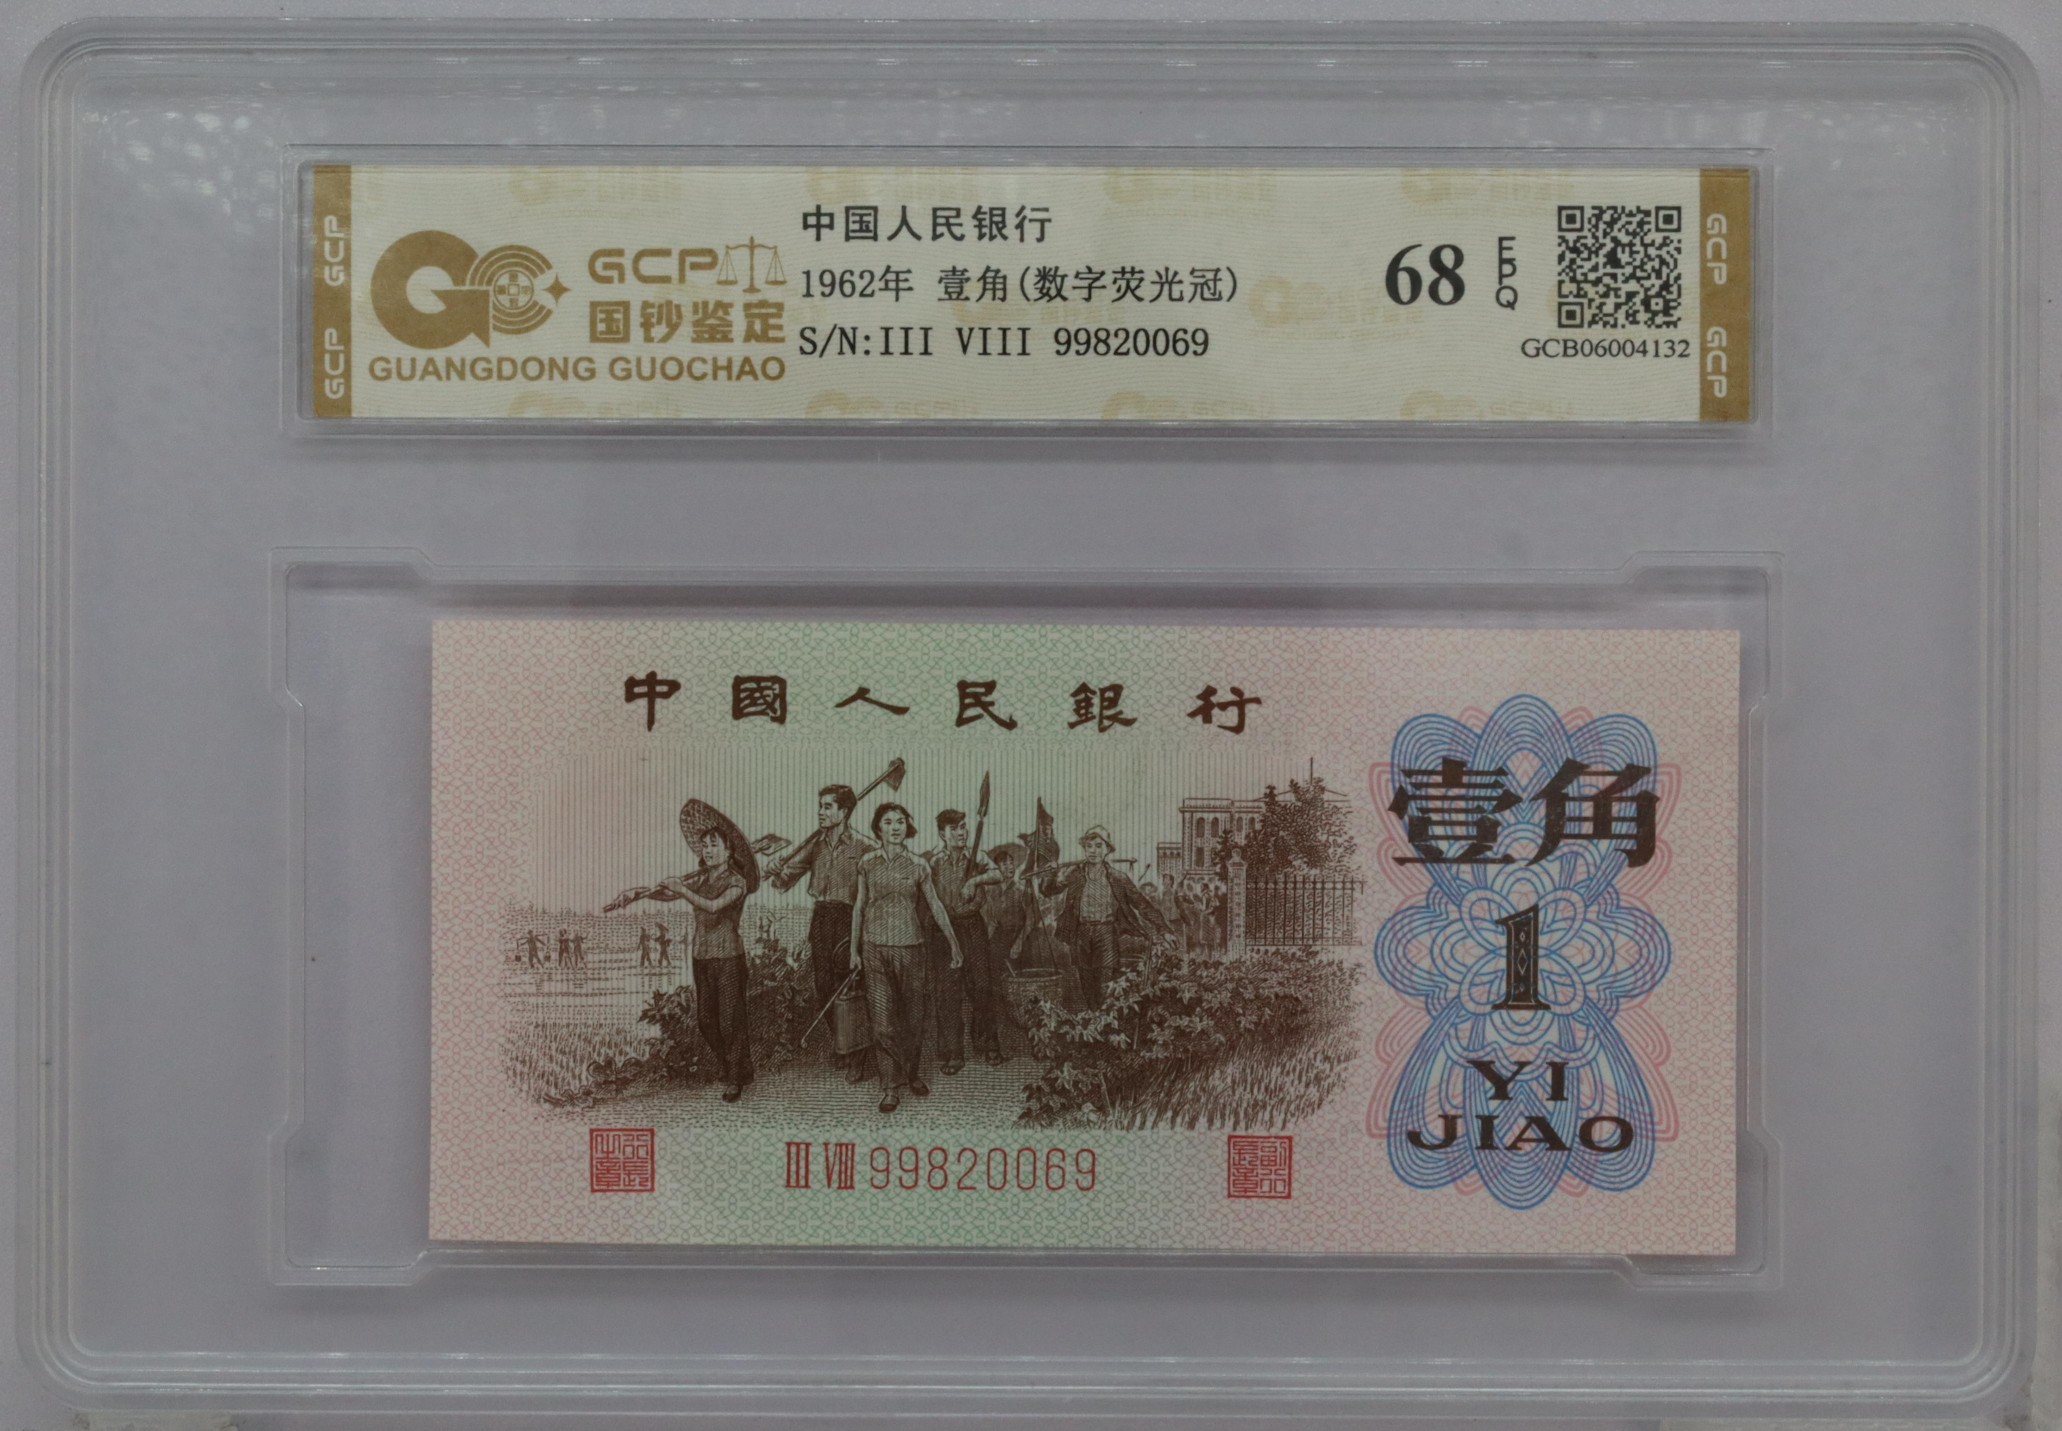 GCP
GCP
GCP
国钞鉴定
GUANGDONG GUOCHAO
中国人民银行
1962年 壹角(数字荧光冠)
S/N:III VIII 99820069
68
EPQ
GCB06004132
GCP
GCP
中國人民銀行
壹角
1
YI
JIAO
III VIII 99820069